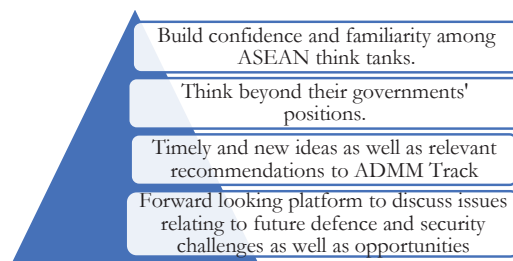 Build confidence and familiarity among
ASEAN think tanks.
Think beyond their governments'
positions.
Timely and new ideas as well as relevant
recommendations to ADMM Track
Forward looking platform to discuss issues
relating to future defence and security
challenges as well as opportunities